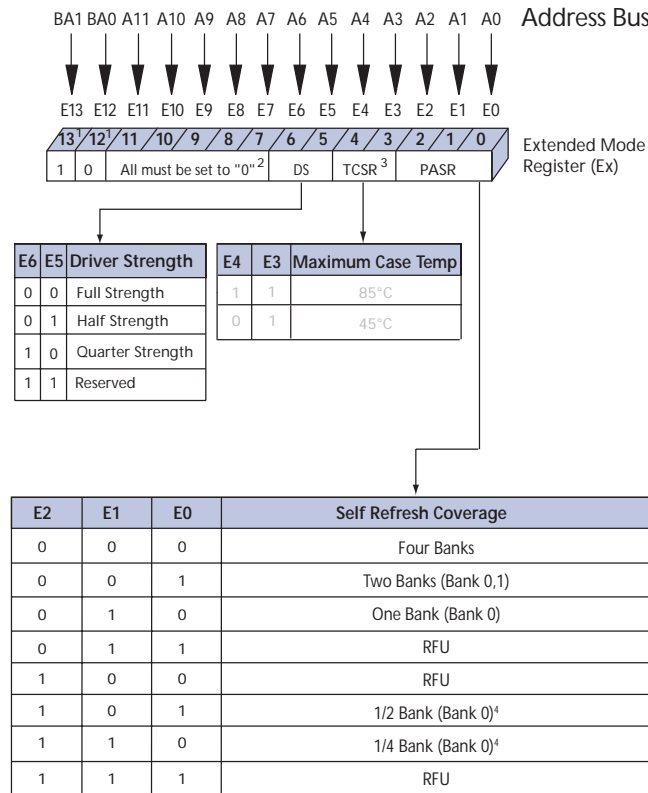 BA1 BA0 A11 A10 A9 A8 A7 A6 A5 A4 A3 A2 A1 A0 Address Bus
E13 E12 E11 E10 E9 E8 E7 E6 E5 E4 E3 E2 E1 E0
13¹ 12¹ 11 10 9 8 7 6 5 4 3 2 1 0
Extended Mode
Register (Ex)
1 0 All must be set to "0"² DS TCSR³ PASR
E6 E5 Driver Strength
0 0 Full Strength
0 1 Half Strength
1 0 Quarter Strength
1 1 Reserved
E4 E3 Maximum Case Temp
1 1 85°C
0 1 45°C
E2 E1 E0 Self Refresh Coverage
0 0 0 Four Banks
0 0 1 Two Banks (Bank 0,1)
0 1 0 One Bank (Bank 0)
0 1 1 RFU
1 0 0 RFU
1 0 1 1/2 Bank (Bank 0)⁴
1 1 0 1/4 Bank (Bank 0)⁴
1 1 1 RFU